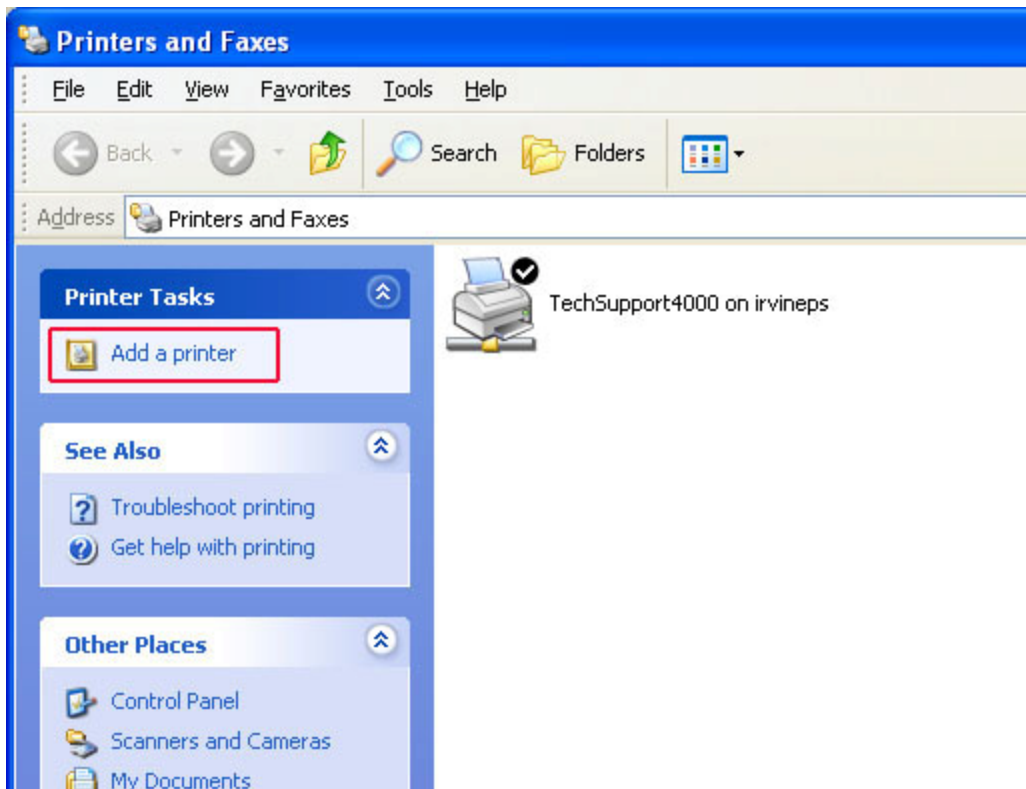 Printers and Faxes
File Edit View Favorites Tools Help
Back Search Folders
Address Printers and Faxes
Printer Tasks
Add a printer
TechSupport4000 on irvineps
See Also
Troubleshoot printing
Get help with printing
Other Places
Control Panel
Scanners and Cameras
My Documents